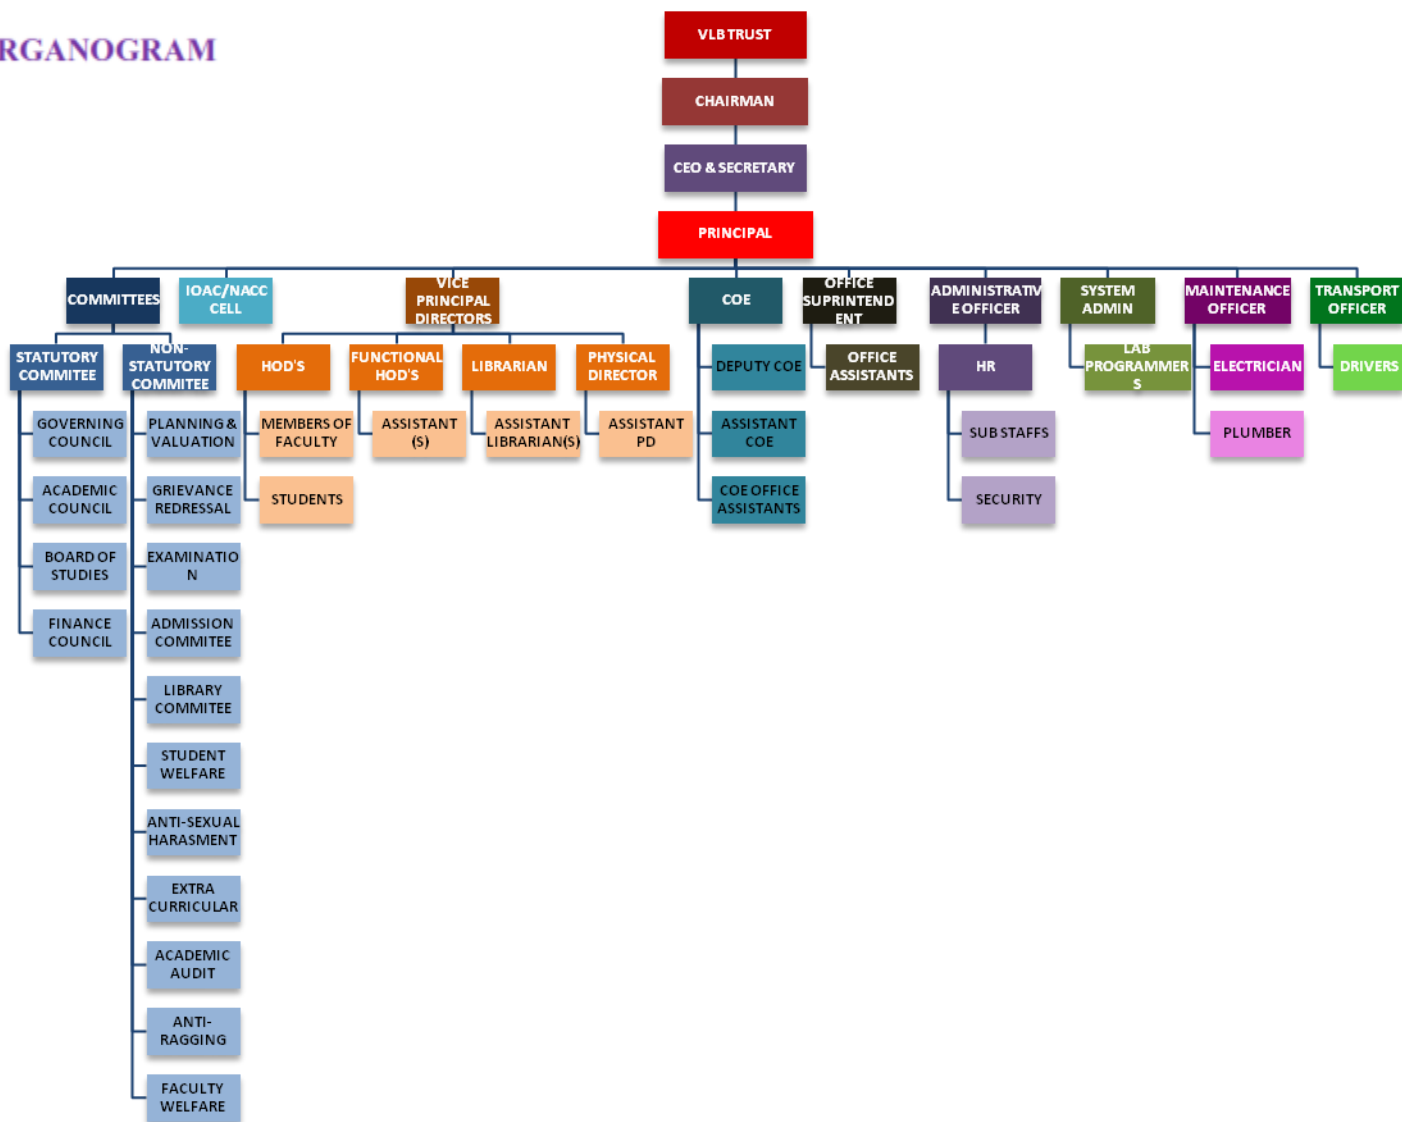 RGANOGRAM
VLB TRUST
CHAIRMAN
CEO & SECRETARY
PRINCIPAL
COMMITTEES
IOAC/NACC
CELL
VICE
PRINCIPAL
DIRECTORS
COE
OFFICE
SUPRINTEND
ENT
ADMINISTRATIV
E OFFICER
SYSTEM
ADMIN
MAINTENANCE
OFFICER
TRANSPORT
OFFICER
STATUTORY
COMMITEE
NON-
STATUTORY
COMMITEE
HOD'S
FUNCTIONAL
HOD'S
LIBRARIAN
PHYSICAL
DIRECTOR
DEPUTY COE
OFFICE
ASSISTANTS
HR
LAB
PROGRAMMER
S
ELECTRICIAN
DRIVERS
GOVERNING
COUNCIL
PLANNING &
VALUATION
MEMBERS OF
FACULTY
ASSISTANT
(S)
ASSISTANT
LIBRARIAN(S)
ASSISTANT
PD
ASSISTANT
COE
SUB STAFFS
PLUMBER
ACADEMIC
COUNCIL
GRIEVANCE
REDRESSAL
STUDENTS
COE OFFICE
ASSISTANTS
SECURITY
BOARD OF
STUDIES
EXAMINATIO
N
FINANCE
COUNCIL
ADMISSION
COMMITEE
LIBRARY
COMMITEE
STUDENT
WELFARE
ANTI-SEXUAL
HARASMENT
EXTRA
CURRICULAR
ACADEMIC
AUDIT
ANTI-
RAGGING
FACULTY
WELFARE